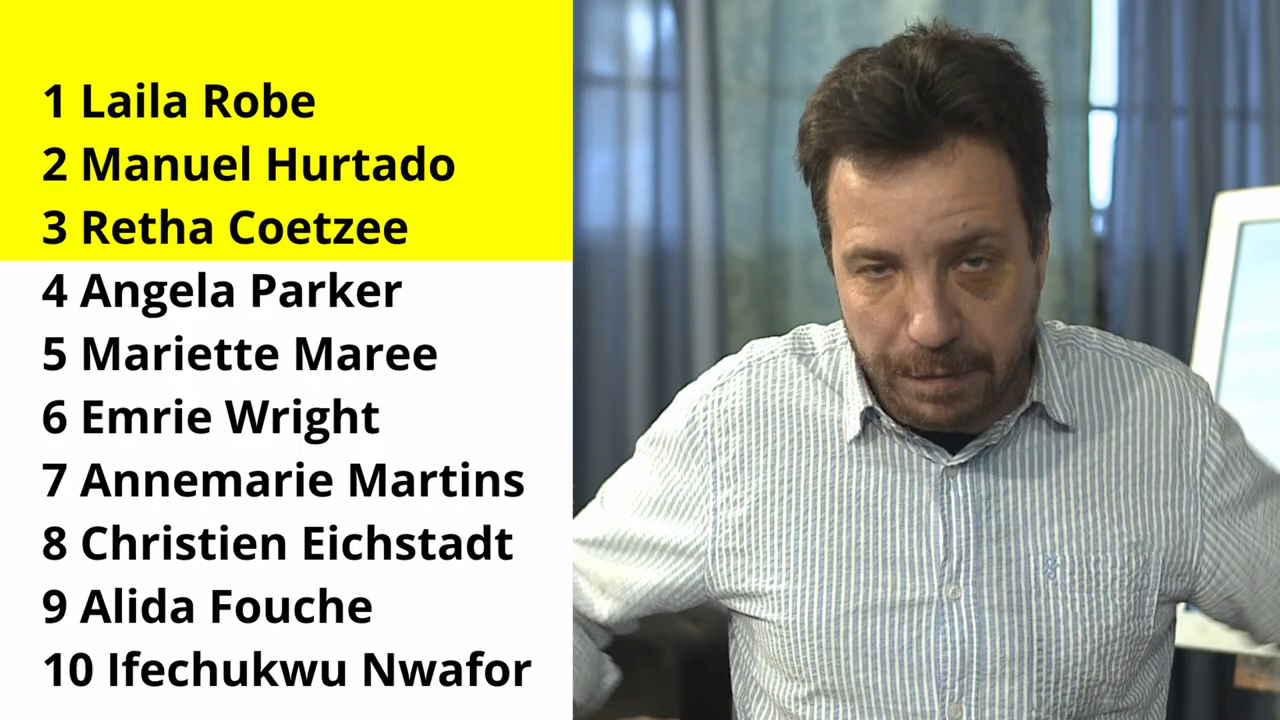 1 Laila Robe
2 Manuel Hurtado
3 Retha Coetzee
4 Angela Parker
5 Mariette Maree
6 Emrie Wright
7 Annemarie Martins
8 Christien Eichstadt
9 Alida Fouche
10 Ifechukwu Nwafor